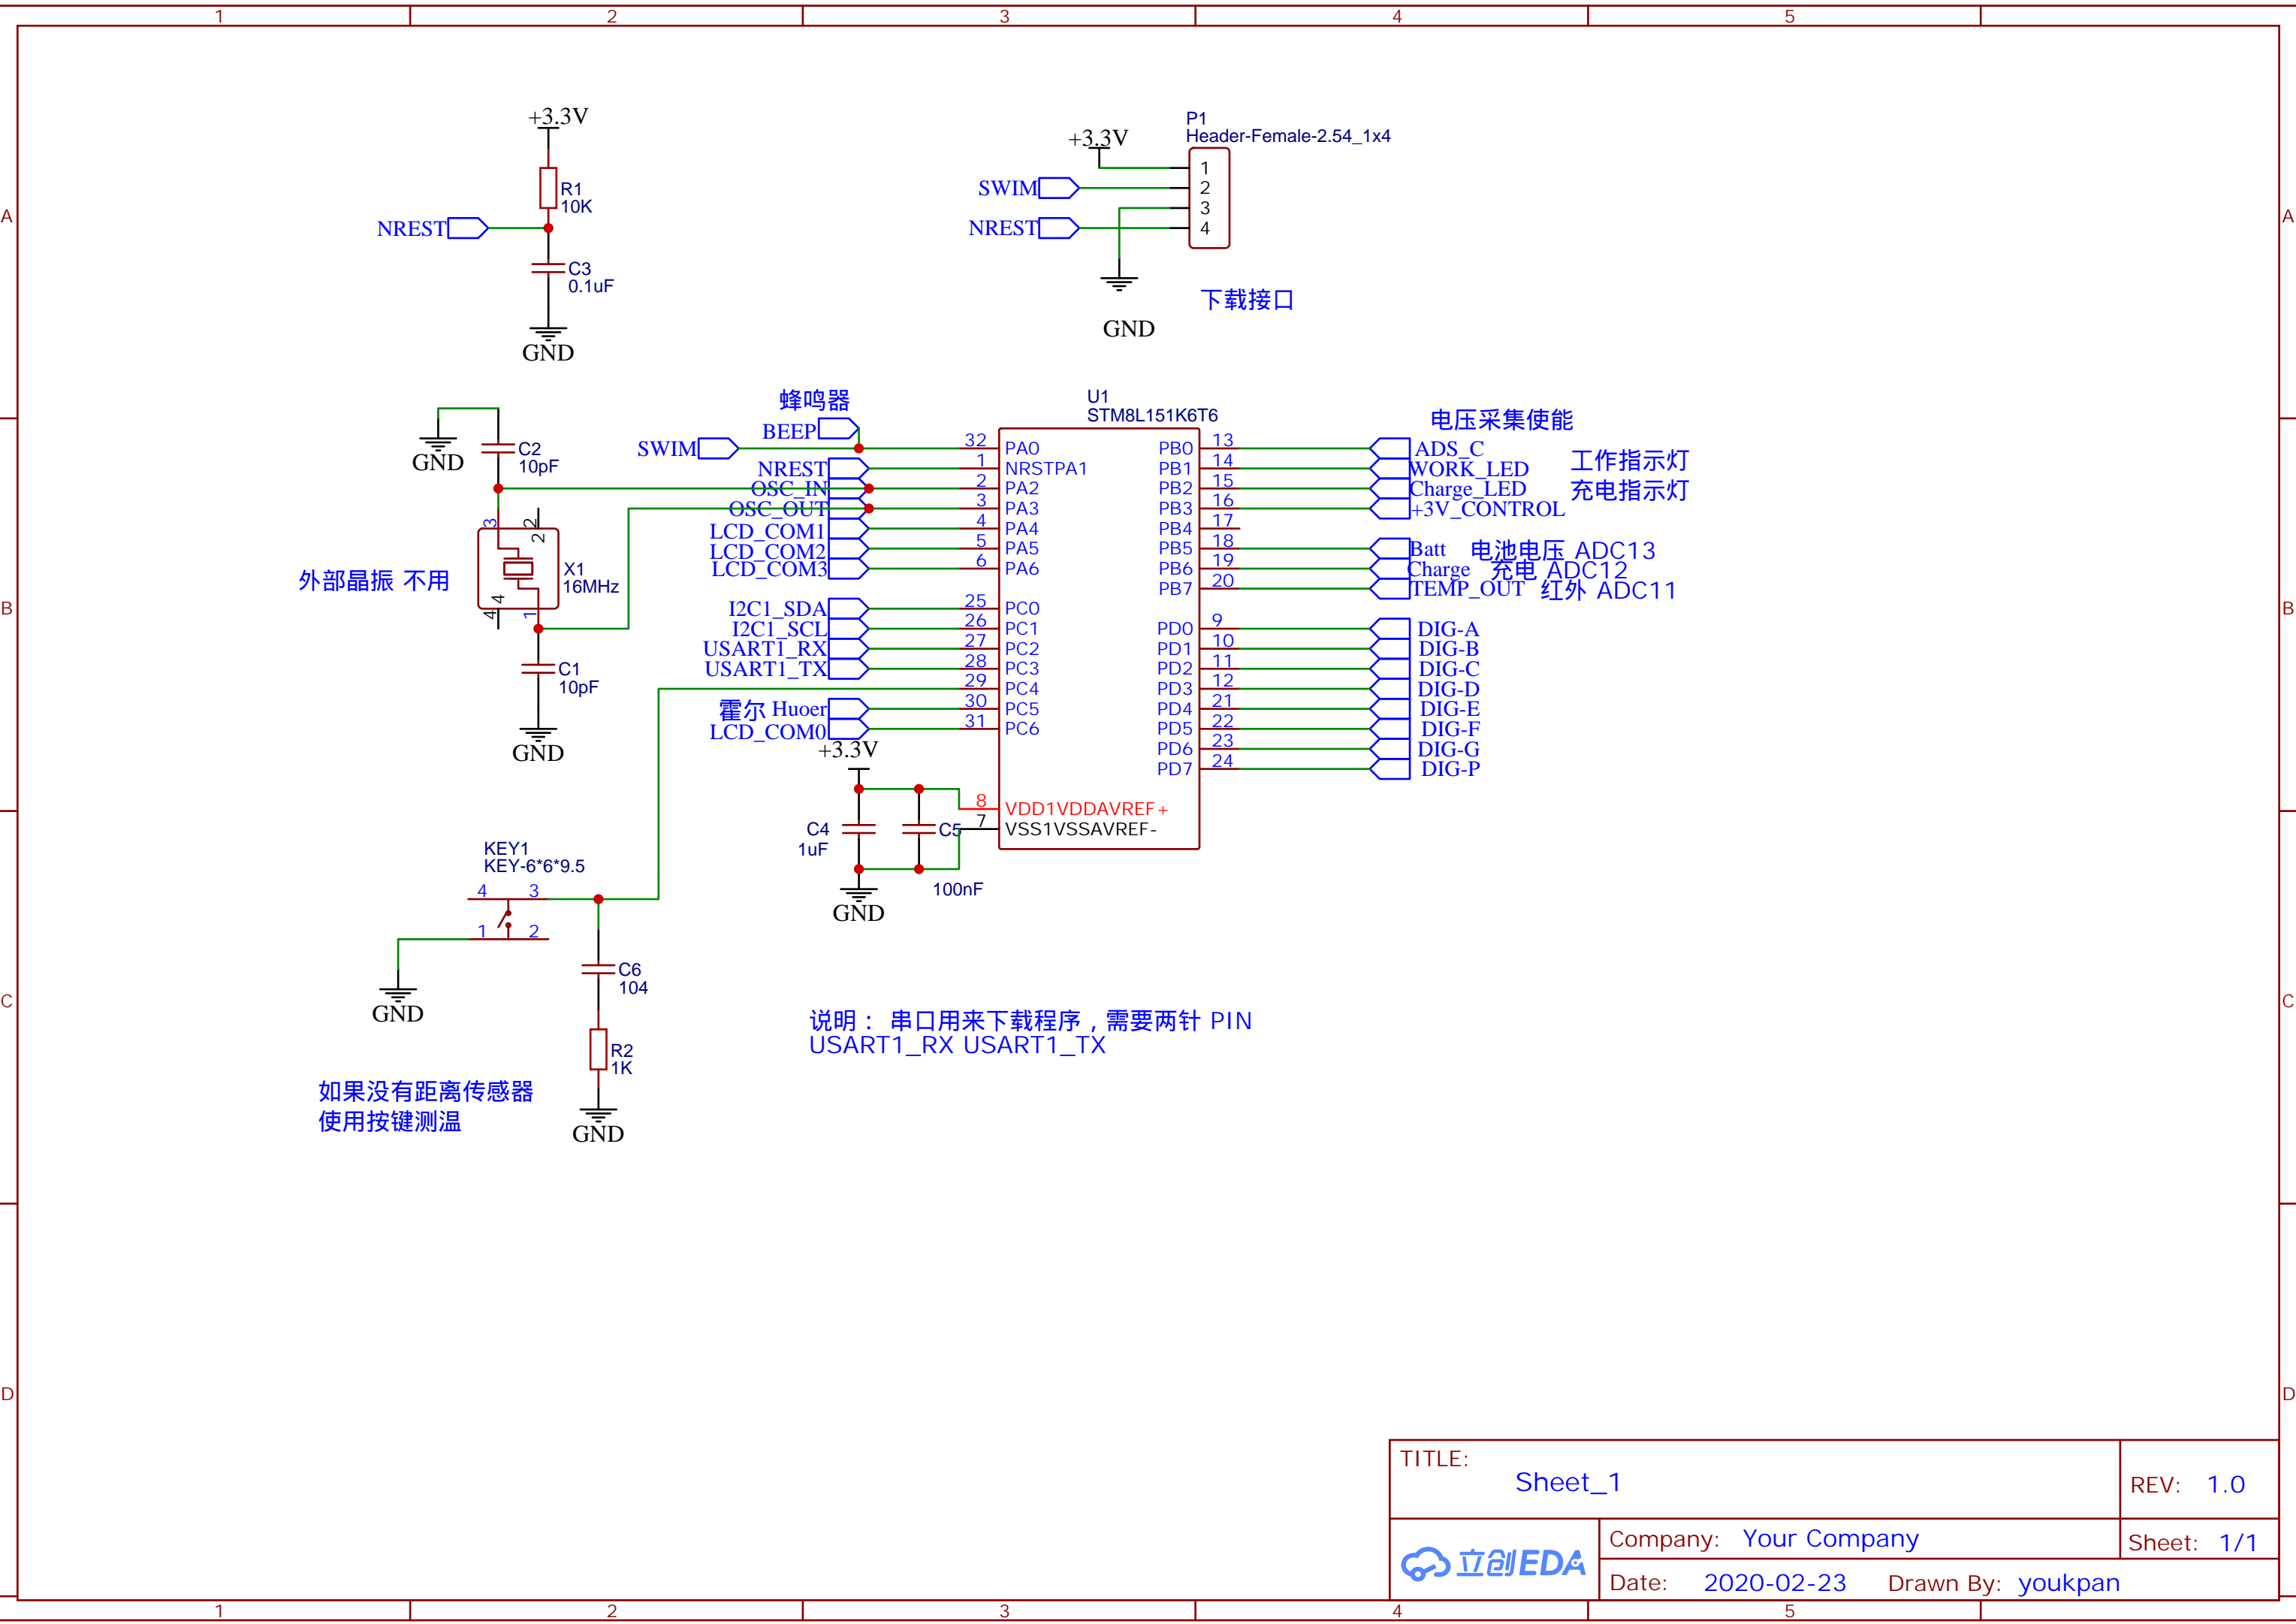 1 2 3 4 5
A A
B B
C C
D D
+3.3V
R1
10K
NREST
C3
0.1uF
GND
P1
Header-Female-2.54_1x4
+3.3V
SWIM
NREST
1
2
3
4
GND
下载接口
GND
C2
10pF
3
2
2
X1
16MHz
4
4
1
外部晶振 不用
C1
10pF
GND
蜂鸣器
BEEP
SWIM
NREST
OSC_IN
OSC_OUT
LCD_COM1
LCD_COM2
LCD_COM3
I2C1_SDA
I2C1_SCL
USART1_RX
USART1_TX
霍尔 Huoer
LCD_COM0
U1
STM8L151K6T6
32 PA0
1 NRSTPA1
2 PA2
3 PA3
4 PA4
5 PA5
6 PA6
25 PC0
26 PC1
27 PC2
28 PC3
29 PC4
30 PC5
31 PC6
8 VDD1VDDAVREF+
7 VSS1VSSAVREF-
电压采集使能
PB0 13 ADS_C
PB1 14 WORK_LED 工作指示灯
PB2 15 Charge_LED 充电指示灯
PB3 16 +3V_CONTROL
PB4 17
PB5 18 Batt 电池电压 ADC13
PB6 19 Charge 充电 ADC12
PB7 20 TEMP_OUT 红外 ADC11
PD0 9 DIG-A
PD1 10 DIG-B
PD2 11 DIG-C
PD3 12 DIG-D
PD4 21 DIG-E
PD5 22 DIG-F
PD6 23 DIG-G
PD7 24 DIG-P
+3.3V
C4
1uF
C5
100nF
GND
KEY1
KEY-6*6*9.5
4 3
1 2
GND
C6
104
R2
1K
GND
如果没有距离传感器
使用按键测温
说明： 串口用来下载程序，需要两针 PIN
USART1_RX USART1_TX
TITLE:
Sheet_1
REV: 1.0
立创EDA
Company: Your Company
Sheet: 1/1
Date: 2020-02-23 Drawn By: youkpan
1 2 3 4 5